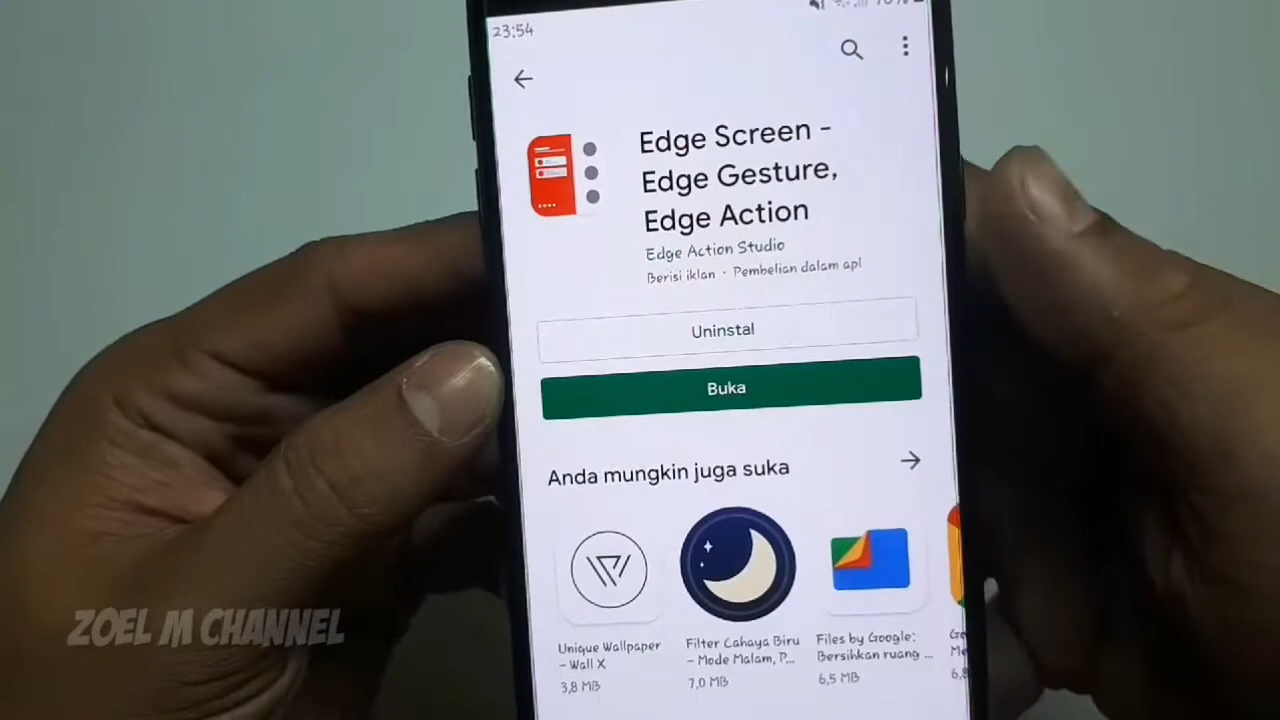 23:54
Edge Screen -
Edge Gesture,
Edge Action
Edge Action Studio
Berisi iklan · Pembelian dalam apl
Uninstal
Buka
Anda mungkin juga suka
Unique Wallpaper
– Wall X
3,8 MB
Filter Cahaya Biru
– Mode Malam, P...
7,0 MB
Files by Google:
Bersihkan ruang ...
6,5 MB
ZOEL M CHANNEL